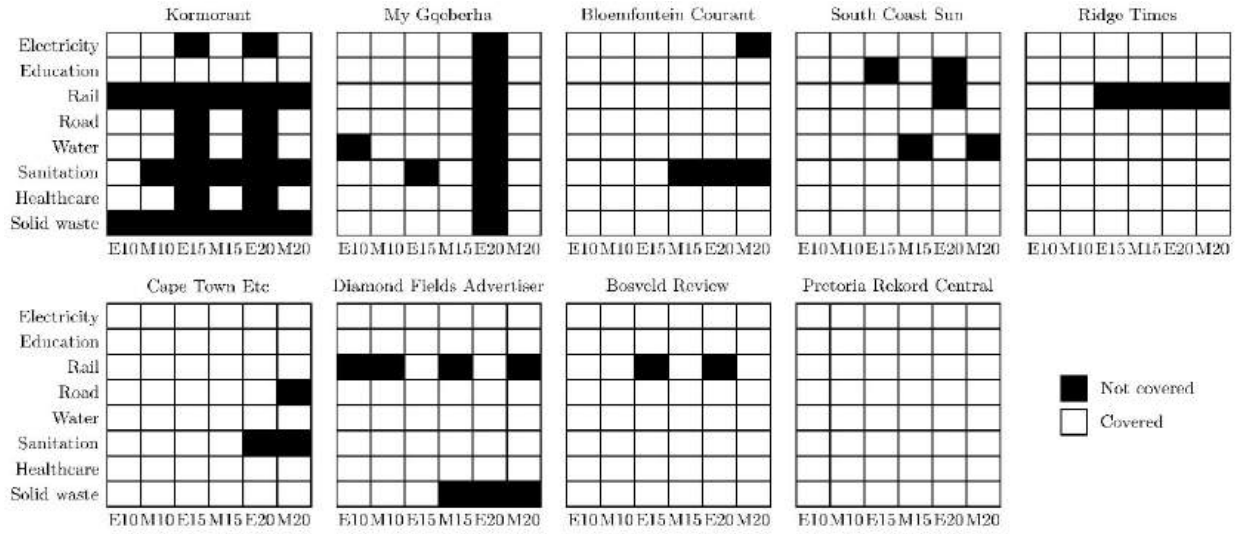 Kormorant My Gqoberha Bloemfontein Courant South Coast Sun Ridge Times
Electricity
Education
Rail
Road
Water
Sanitation
Healthcare
Solid waste
E10 M10 E15 M15 E20 M20 E10 M10 E15 M15 E20 M20 E10 M10 E15 M15 E20 M20 E10 M10 E15 M15 E20 M20 E10 M10 E15 M15 E20 M20
Cape Town Etc Diamond Fields Advertiser Bosveld Review Pretoria Rekord Central
Electricity
Education
Rail
Road
Water
Sanitation
Healthcare
Solid waste
Not covered
Covered
E10 M10 E15 M15 E20 M20 E10 M10 E15 M15 E20 M20 E10 M10 E15 M15 E20 M20 E10 M10 E15 M15 E20 M20